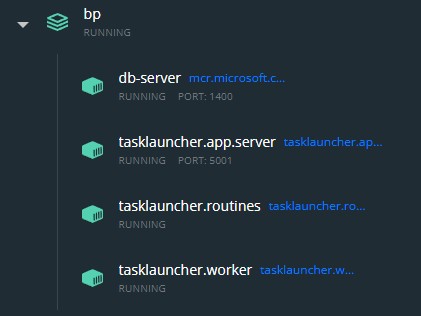 bp
RUNNING
db-server mcr.microsoft.c...
RUNNING PORT: 1400
tasklauncher.app.server tasklauncher.ap...
RUNNING PORT: 5001
tasklauncher.routines tasklauncher.ro...
RUNNING
tasklauncher.worker tasklauncher.w...
RUNNING